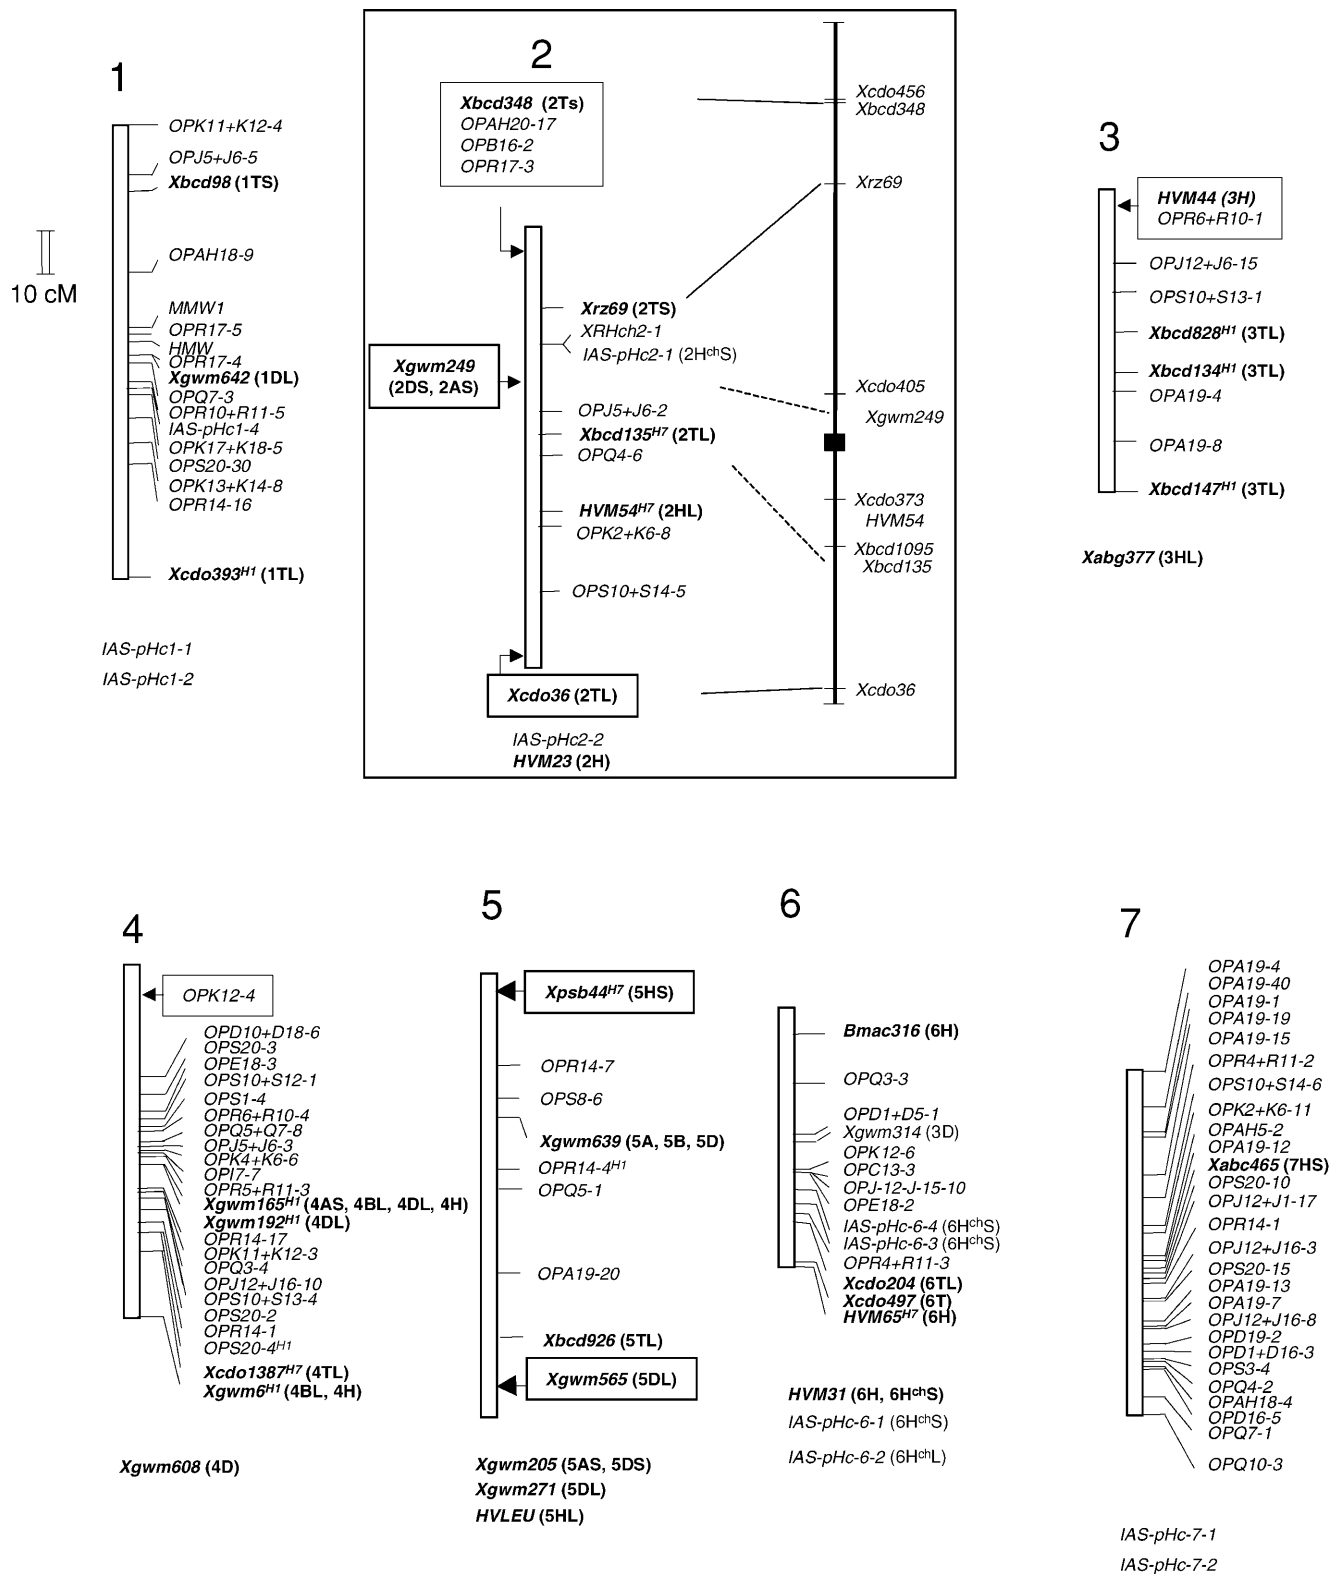 1
OPK11+K12-4
OPJ5+J6-5
Xbcd98 (1TS)
OPAH18-9
MMW1
OPR17-5
HMW
OPR17-4
Xgwm642 (1DL)
OPQ7-3
OPR10+R11-5
IAS-pHc1-4
OPK17+K18-5
OPS20-30
OPK13+K14-8
OPR14-16
Xcdo393H1 (1TL)
IAS-pHc1-1
IAS-pHc1-2
10 cM
2
Xbcd348 (2Ts)
OPAH20-17
OPB16-2
OPR17-3
Xrz69 (2TS)
XRHch2-1
IAS-pHc2-1 (2HchS)
Xgwm249
(2DS, 2AS)
OPJ5+J6-2
Xbcd135H7 (2TL)
OPQ4-6
HVM54H7 (2HL)
OPK2+K6-8
OPS10+S14-5
Xcdo36 (2TL)
IAS-pHc2-2
HVM23 (2H)
Xcdo456
Xbcd348
Xrz69
Xcdo405
Xgwm249
Xcdo373
HVM54
Xbcd1095
Xbcd135
Xcdo36
3
HVM44 (3H)
OPR6+R10-1
OPJ12+J6-15
OPS10+S13-1
Xbcd828H1 (3TL)
Xbcd134H1 (3TL)
OPA19-4
OPA19-8
Xbcd147H1 (3TL)
Xabg377 (3HL)
4
OPK12-4
OPD10+D18-6
OPS20-3
OPE18-3
OPS10+S12-1
OPS1-4
OPR6+R10-4
OPQ5+Q7-8
OPJ5+J6-3
OPK4+K6-6
OPI7-7
OPR5+R11-3
Xgwm165H1 (4AS, 4BL, 4DL, 4H)
Xgwm192H1 (4DL)
OPR14-17
OPK11+K12-3
OPQ3-4
OPJ12+J16-10
OPS10+S13-4
OPS20-2
OPR14-1
OPS20-4H1
Xcdo1387H7 (4TL)
Xgwm6H1 (4BL, 4H)
Xgwm608 (4D)
5
Xpsb44H7 (5HS)
OPR14-7
OPS8-6
Xgwm639 (5A, 5B, 5D)
OPR14-4H1
OPQ5-1
OPA19-20
Xbcd926 (5TL)
Xgwm565 (5DL)
Xgwm205 (5AS, 5DS)
Xgwm271 (5DL)
HVLEU (5HL)
6
Bmac316 (6H)
OPQ3-3
OPD1+D5-1
Xgwm314 (3D)
OPK12-6
OPC13-3
OPJ-12-J-15-10
OPE18-2
IAS-pHc-6-4 (6HchS)
IAS-pHc-6-3 (6HchS)
OPR4+R11-3
Xcdo204 (6TL)
Xcdo497 (6T)
HVM65H7 (6H)
HVM31 (6H, 6HchS)
IAS-pHc-6-1 (6HchS)
IAS-pHc-6-2 (6HchL)
7
OPA19-4
OPA19-40
OPA19-1
OPA19-19
OPA19-15
OPR4+R11-2
OPS10+S14-6
OPK2+K6-11
OPAH5-2
OPA19-12
Xabc465 (7HS)
OPS20-10
OPJ12+J1-17
OPR14-1
OPJ12+J16-3
OPS20-15
OPA19-13
OPA19-7
OPJ12+J16-8
OPD19-2
OPD1+D16-3
OPS3-4
OPQ4-2
OPAH18-4
OPD16-5
OPQ7-1
OPQ10-3
IAS-pHc-7-1
IAS-pHc-7-2